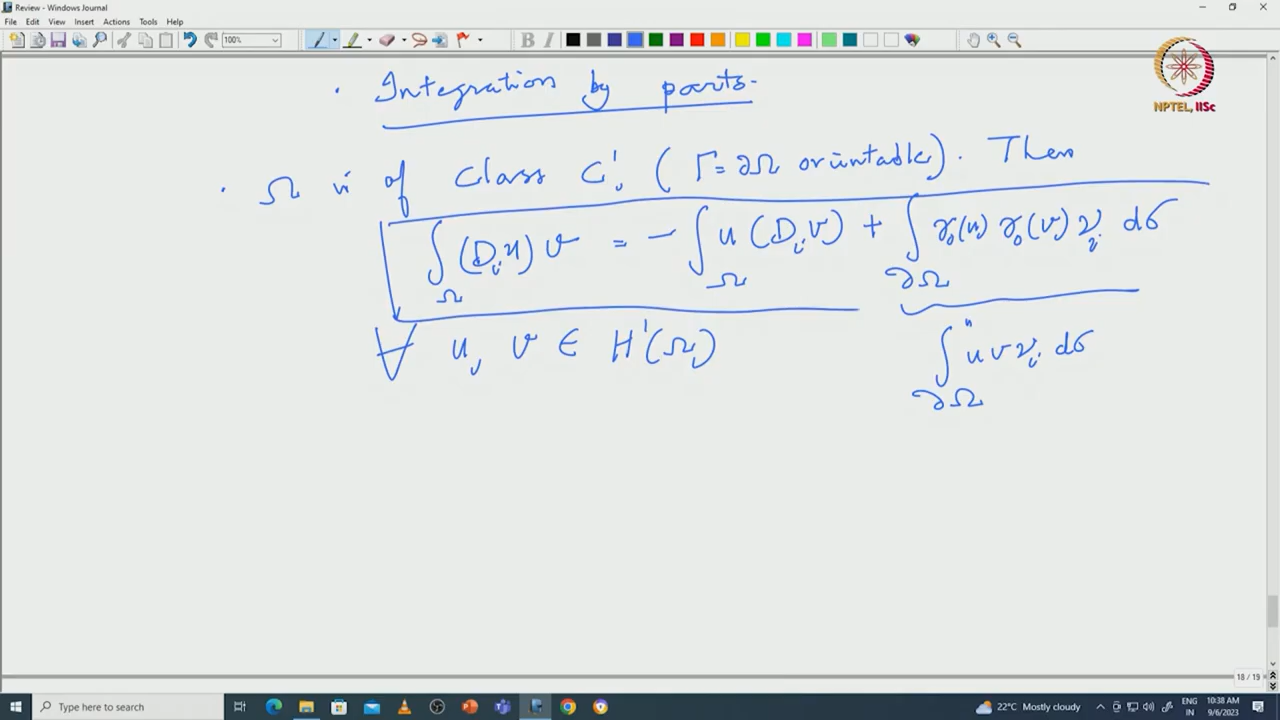 Review - Windows Journal
File Edit View Insert Actions Tools Help
100%
B I
NPTEL, IISc
· Integration by parts.
· Ω is of class C¹, ( Γ = ∂Ω orientable ). Then
∫_Ω (D_i u) v = - ∫_Ω u (D_i v) + ∫_∂Ω γ₀(u) γ₀(v) ν_i dσ
∀ u, v ∈ H¹(Ω) ∫_∂Ω u v ν_i dσ
18 / 19
Type here to search
22°C Mostly cloudy
ENG
IN
10:38 AM
9/6/2023